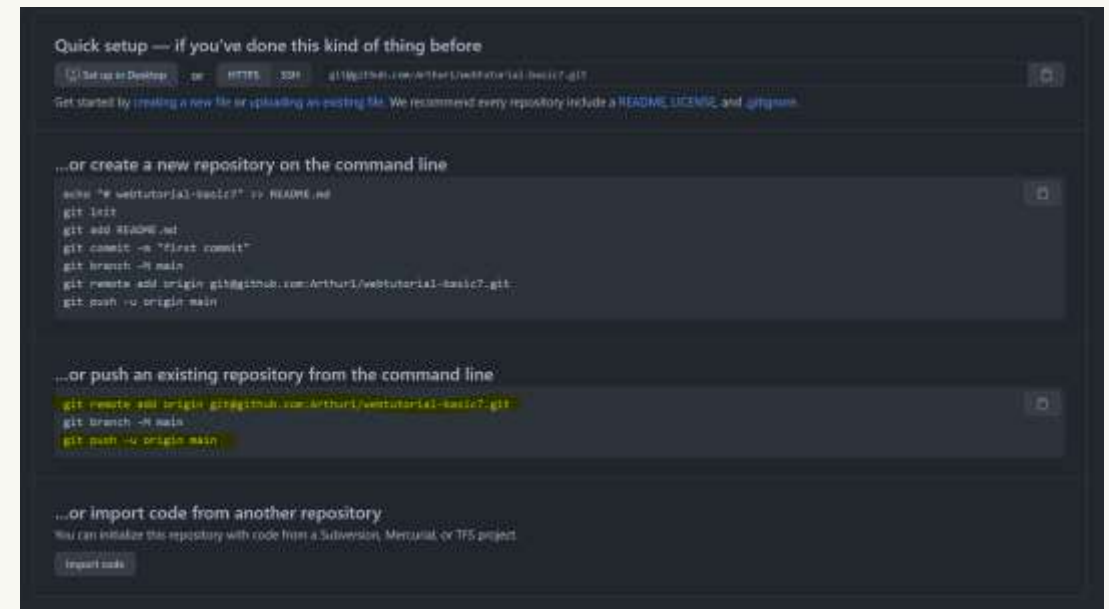 Quick setup — if you've done this kind of thing before
Set up in Desktop or HTTPS SSH git@github.com:Arthur1/webtutorial-basic7.git
Get started by creating a new file or uploading an existing file. We recommend every repository include a README, LICENSE, and .gitignore.
...or create a new repository on the command line
echo "# webtutorial-basic7" >> README.md
git init
git add README.md
git commit -m "first commit"
git branch -M main
git remote add origin git@github.com:Arthur1/webtutorial-basic7.git
git push -u origin main
...or push an existing repository from the command line
git remote add origin git@github.com:Arthur1/webtutorial-basic7.git
git branch -M main
git push -u origin main
...or import code from another repository
You can initialize this repository with code from a Subversion, Mercurial, or TFS project.
Import code